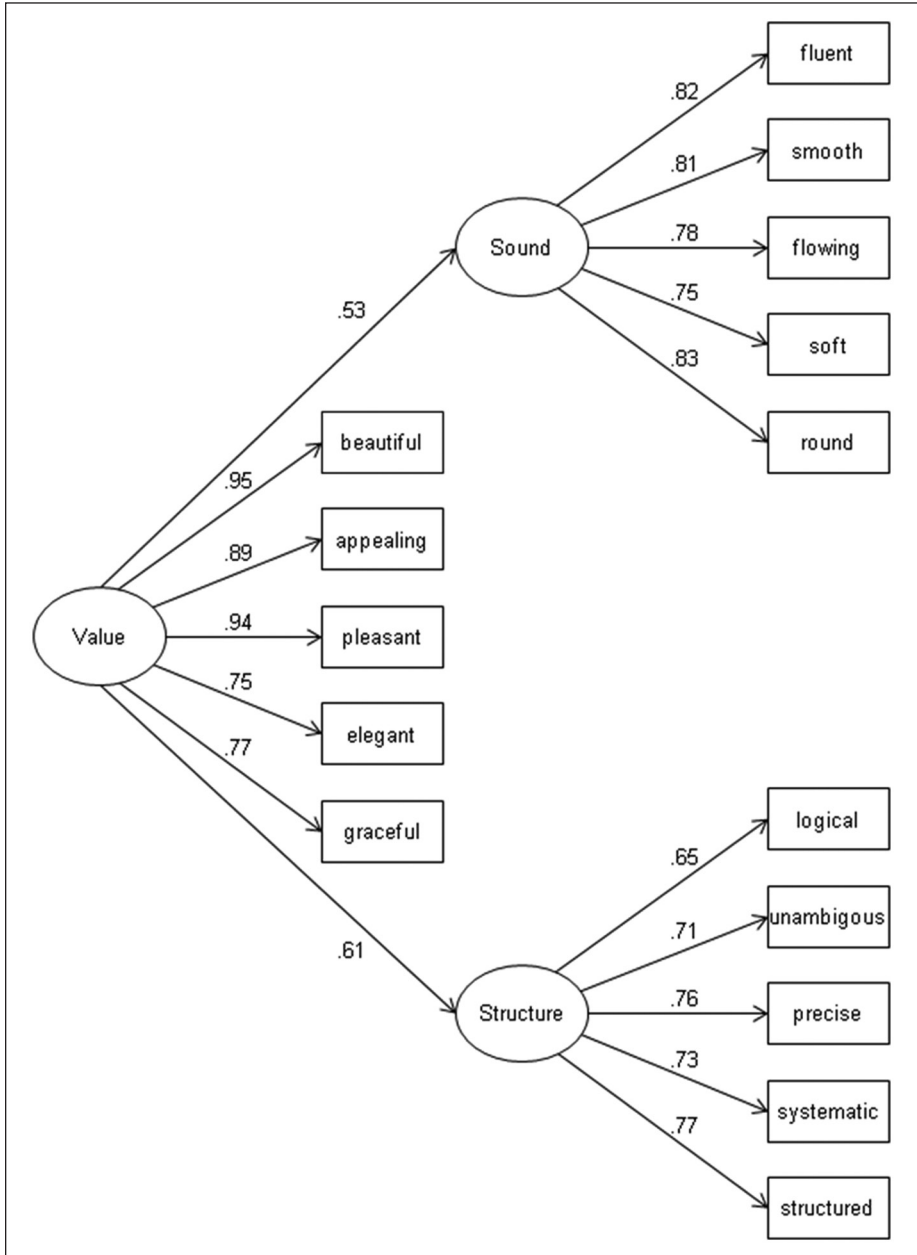 fluent
.82
smooth
.81
Sound
.78
flowing
.75
soft
.83
round
.53
beautiful
.95
appealing
.89
Value
.94
pleasant
.75
elegant
.77
graceful
.61
logical
.65
unambigous
.71
Structure
.76
precise
.73
systematic
.77
structured